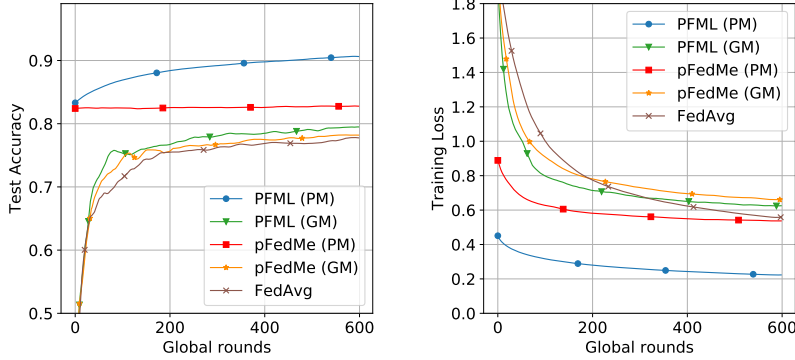 Test Accuracy
0.9
0.8
0.7
0.6
0.5
0
200
400
600
Global rounds
PFML (PM)
PFML (GM)
pFedMe (PM)
pFedMe (GM)
FedAvg
Training Loss
1.8
1.6
1.4
1.2
1.0
0.8
0.6
0.4
0.2
0.0
0
200
400
600
Global rounds
PFML (PM)
PFML (GM)
pFedMe (PM)
pFedMe (GM)
FedAvg